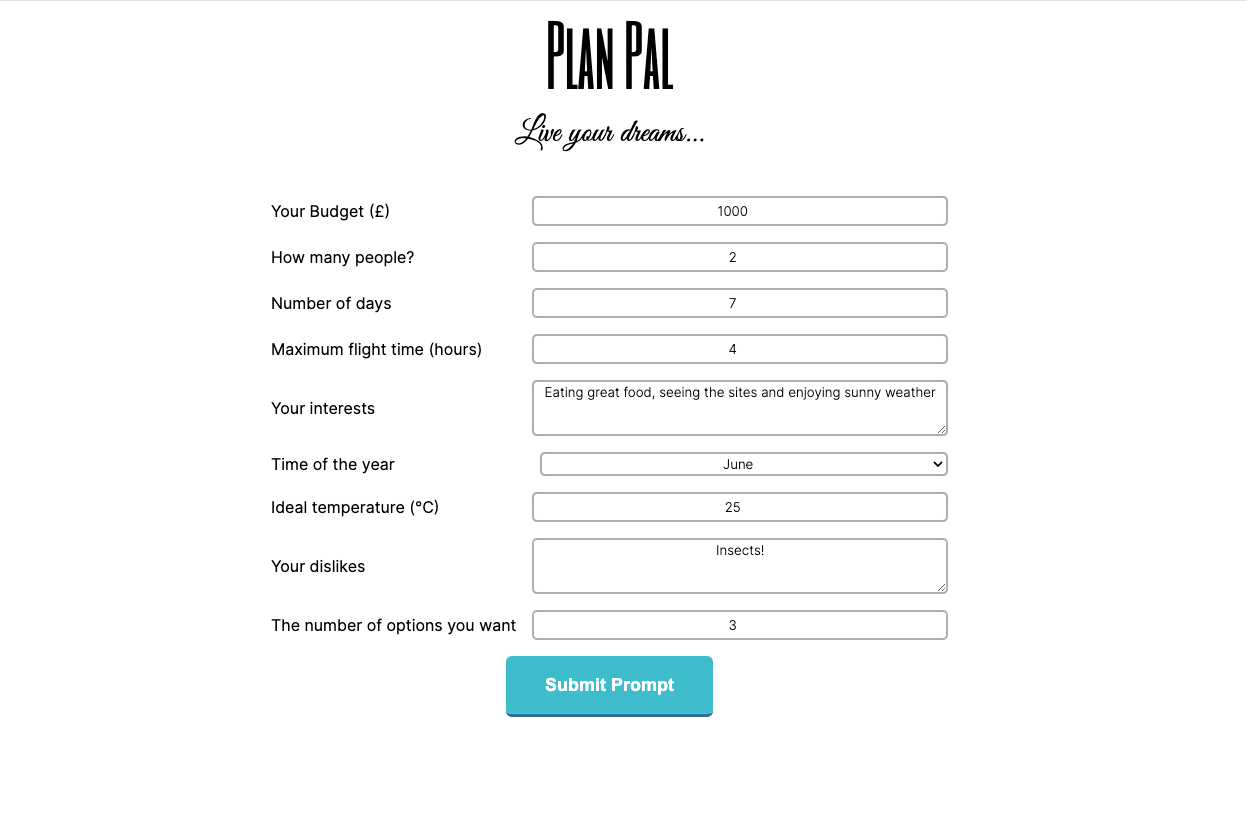 Plan Pal
Live your dreams...
Your Budget (£) 1000
How many people? 2
Number of days 7
Maximum flight time (hours) 4
Your interests Eating great food, seeing the sites and enjoying sunny weather
Time of the year June
Ideal temperature (°C) 25
Your dislikes Insects!
The number of options you want 3
Submit Prompt